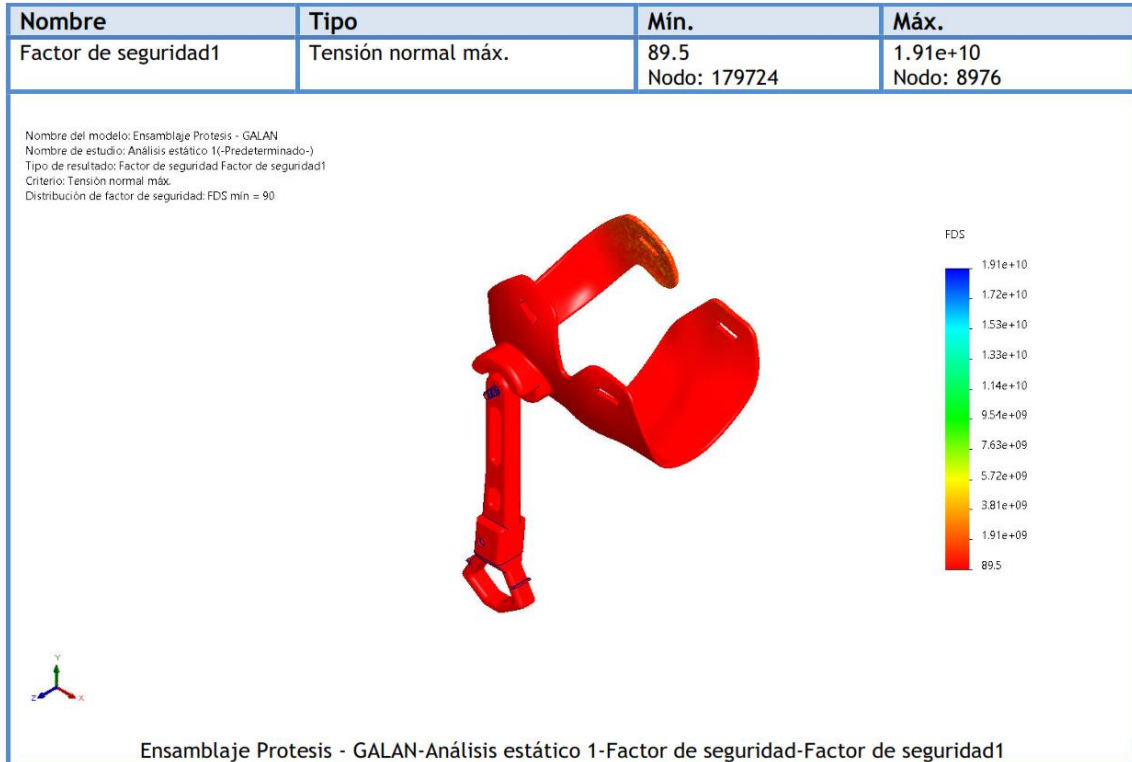 Nombre Tipo Mín. Máx.
Factor de seguridad1 Tensión normal máx. 89.5 1.91e+10
Nodo: 179724 Nodo: 8976
Nombre del modelo: Ensamblaje Protesis - GALAN
Nombre de estudio: Análisis estático 1(-Predeterminado-)
Tipo de resultado: Factor de seguridad Factor de seguridad1
Criterio: Tensión normal máx.
Distribución de factor de seguridad: FDS mín = 90
FDS
1.91e+10
1.72e+10
1.53e+10
1.33e+10
1.14e+10
9.54e+09
7.63e+09
5.72e+09
3.81e+09
1.91e+09
89.5
Y
Z X
Ensamblaje Protesis - GALAN-Análisis estático 1-Factor de seguridad-Factor de seguridad1